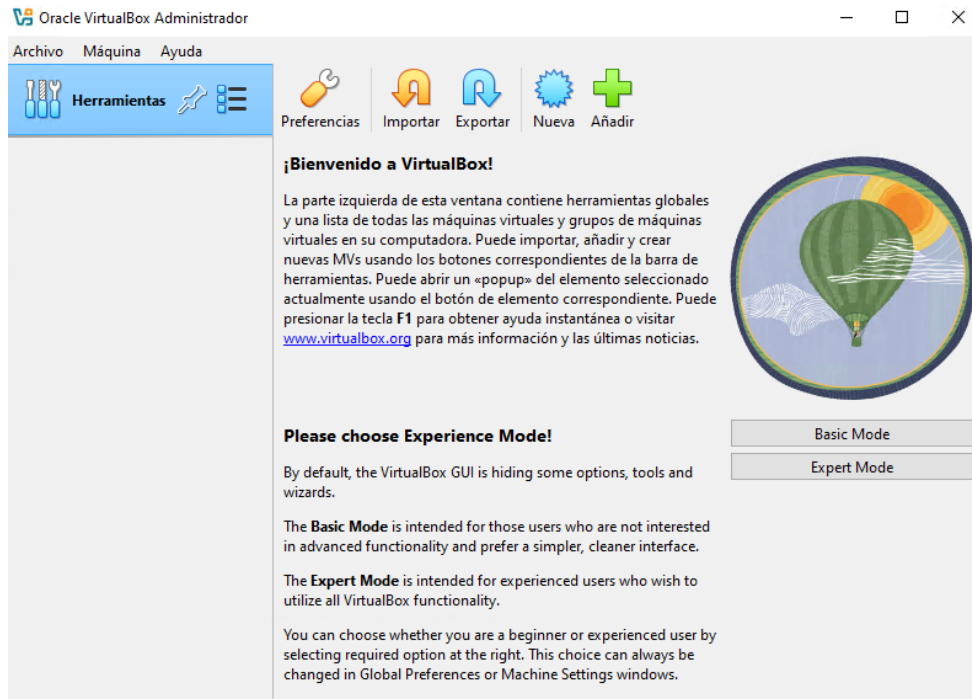 Oracle VirtualBox Administrador
Archivo Máquina Ayuda
Herramientas
Preferencias Importar Exportar Nueva Añadir
¡Bienvenido a VirtualBox!
La parte izquierda de esta ventana contiene herramientas globales
y una lista de todas las máquinas virtuales y grupos de máquinas
virtuales en su computadora. Puede importar, añadir y crear
nuevas MVs usando los botones correspondientes de la barra de
herramientas. Puede abrir un «popup» del elemento seleccionado
actualmente usando el botón de elemento correspondiente. Puede
presionar la tecla F1 para obtener ayuda instantánea o visitar
www.virtualbox.org para más información y las últimas noticias.
Please choose Experience Mode!
By default, the VirtualBox GUI is hiding some options, tools and
wizards.
The Basic Mode is intended for those users who are not interested
in advanced functionality and prefer a simpler, cleaner interface.
The Expert Mode is intended for experienced users who wish to
utilize all VirtualBox functionality.
You can choose whether you are a beginner or experienced user by
selecting required option at the right. This choice can always be
changed in Global Preferences or Machine Settings windows.
Basic Mode
Expert Mode